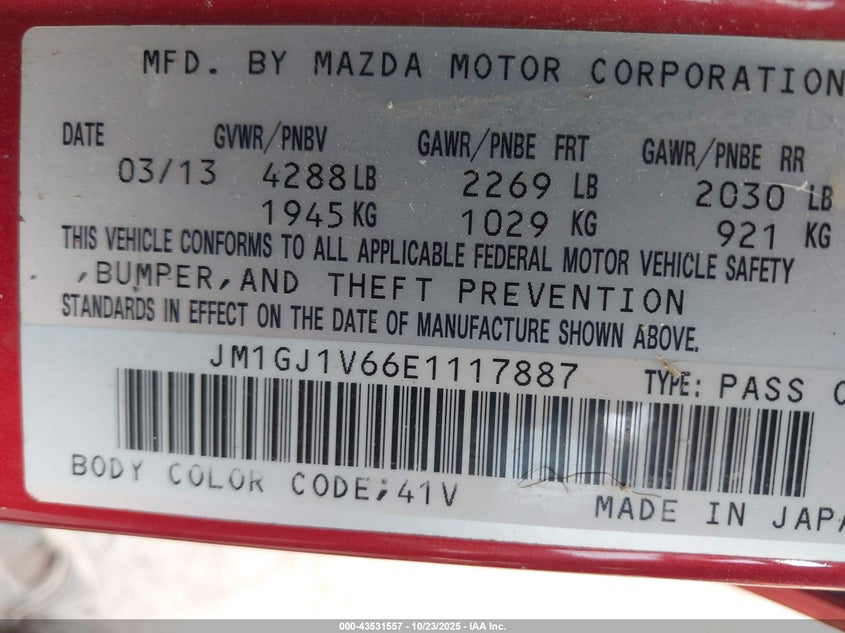 MFD. BY MAZDA MOTOR CORPORATION
DATE GVWR/PNBV GAWR/PNBE FRT GAWR/PNBE RR
03/13 4288 LB 2269 LB 2030 LB
1945 KG 1029 KG 921 KG
THIS VEHICLE CONFORMS TO ALL APPLICABLE FEDERAL MOTOR VEHICLE SAFETY
,BUMPER,AND THEFT PREVENTION
STANDARDS IN EFFECT ON THE DATE OF MANUFACTURE SHOWN ABOVE.
JM1GJ1V66E1117887 TYPE: PASS
BODY COLOR CODE;41V
MADE IN JAPA
000-43531557 - 10/23/2025 - IAA Inc.